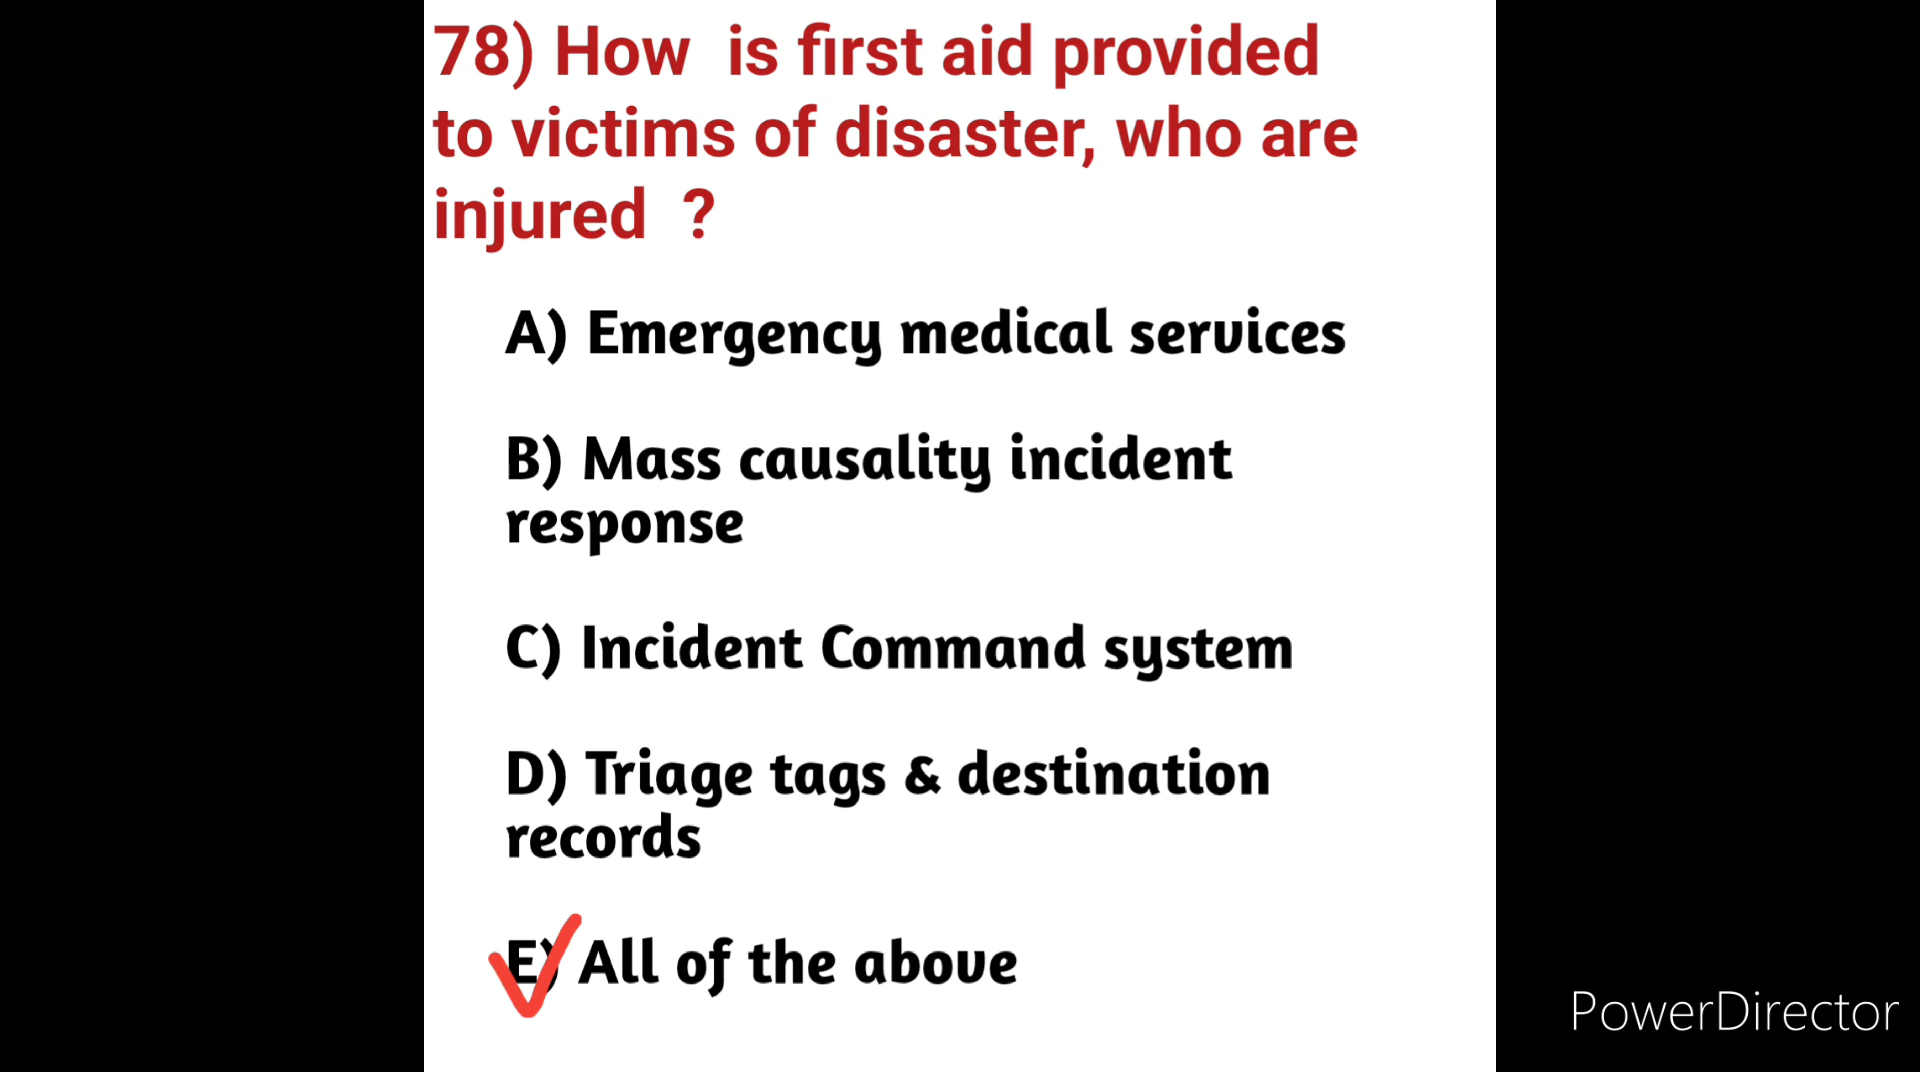 78) How is first aid provided
to victims of disaster, who are
injured ?
A) Emergency medical services
B) Mass causality incident
response
C) Incident Command system
D) Triage tags & destination
records
E) All of the above
PowerDirector